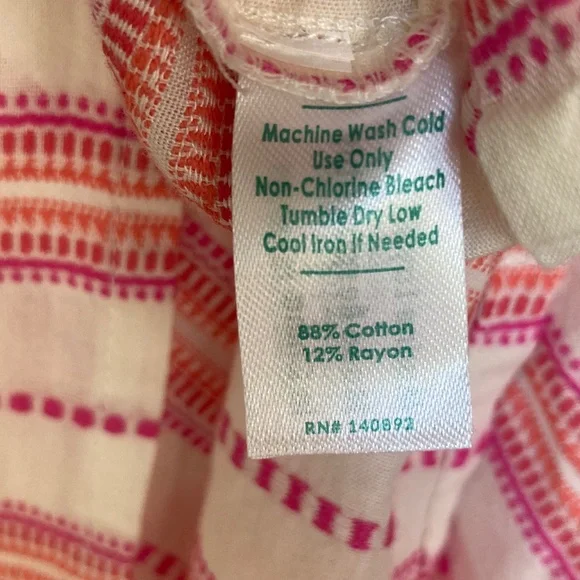 Machine Wash Cold
Use Only
Non-Chlorine Bleach
Tumble Dry Low
Cool Iron If Needed
88% Cotton
12% Rayon
RN# 140892